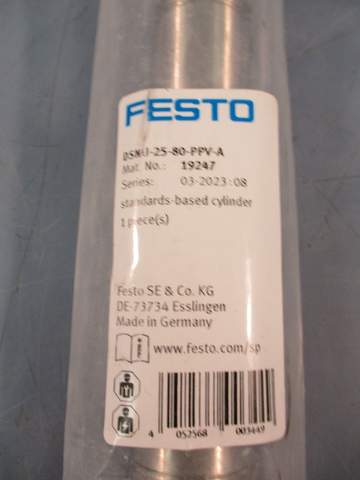 FESTO
DSNU-25-80-PPV-A
Mat. No.: 19247
Series: 03-2023:08
standards-based cylinder
1 piece(s)
Festo SE & Co. KG
DE-73734 Esslingen
Made in Germany
www.festo.com/sp
4 052568 003449